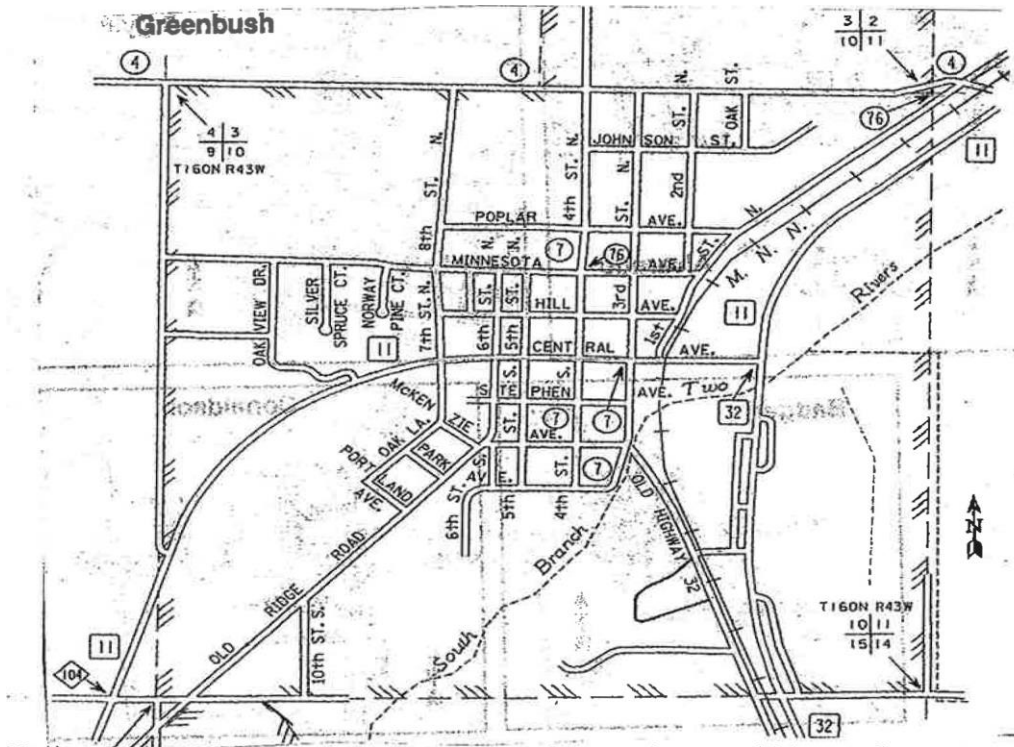 Greenbush
3 2
10 11
4
4
4
4 3
9 10
T160N R43W
76
11
JOHNSON ST.
OAK ST.
2nd ST. N.
3rd ST. N.
4th ST. N.
8th ST. N.
POPLAR AVE.
7
76
MINNESOTA AVE.
1st ST. N.
M. N. N.
Rivers
OAK VIEW DR.
SILVER
SPRUCE CT.
NORWAY
PINE CT.
7th ST. N.
6th ST. N.
5th ST. N.
HILL AVE.
11
11
CENTRAL AVE.
McKENZIE
STEPHEN AVE.
Two
32
7
7
OAK LA.
PARK
AVE.
PORTLAND
AVE.
AVE.
7
6th ST. S.
5th ST. S.
4th ST. S.
OLD HIGHWAY 32
Branch
N
OLD RIDGE ROAD
10th ST. S.
South
T160N R43W
10 11
15 14
11
104
32